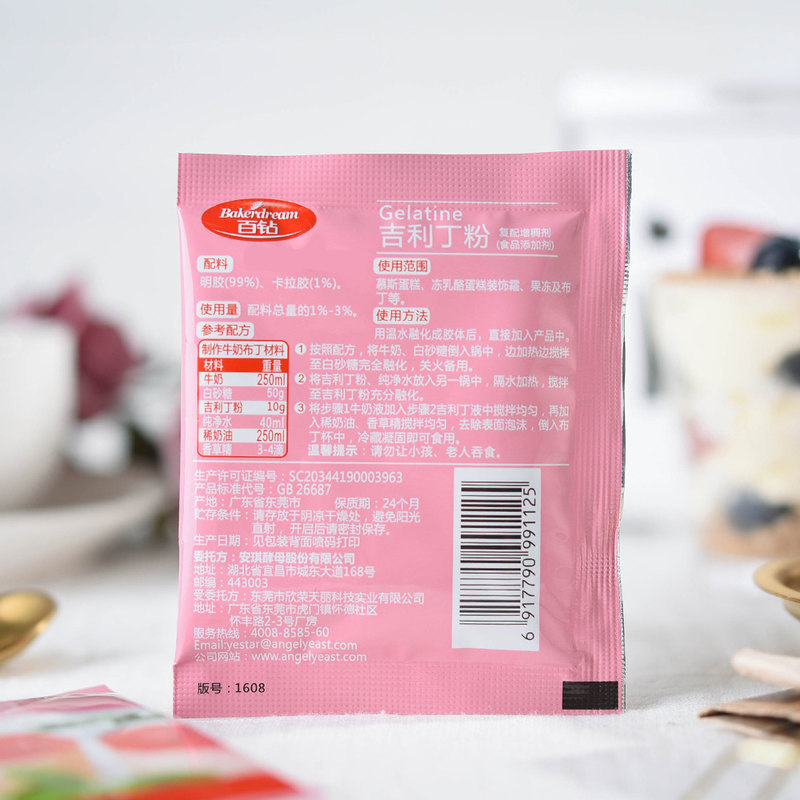 Bakerdream
百钻
Gelatine
吉利丁粉 复配增稠剂
(食品添加剂)
配料
明胶(99%)、卡拉胶(1%)。
使用量 配料总量的1%-3%。
参考配方
制作牛奶布丁材料
材料 重量
牛奶 250ml
白砂糖 50g
吉利丁粉 10g
纯净水 40ml
稀奶油 250ml
香草精 3-4滴
使用范围
慕斯蛋糕、冻乳酪蛋糕装饰霜、果冻及布
丁等。
使用方法
用温水融化成胶体后，直接加入产品中。
1 按照配方，将牛奶、白砂糖倒入锅中，边加热边搅拌
至白砂糖完全融化，关火备用。
2 将吉利丁粉、纯净水放入另一锅中，隔水加热，搅拌
至吉利丁粉充分融化。
3 将步骤1牛奶液加入步骤2吉利丁液中搅拌均匀，再加
入稀奶油、香草精搅拌均匀，去除表面泡沫，倒入布
丁杯中，冷藏凝固即可食用。
温馨提示：请勿让小孩、老人吞食。
生产许可证编号：SC20344190003963
产品标准代号：GB 26687
产地：广东省东莞市 保质期：24个月
贮存条件：请存放于阴凉干燥处，避免阳光
直射，开启后请密封保存。
生产日期：见包装背面喷码打印
委托方：安琪酵母股份有限公司
地址：湖北省宜昌市城东大道168号
邮编：443003
受委托方：东莞市欣荣天丽科技实业有限公司
地址：广东省东莞市虎门镇怀德社区
怀丰路2-3号厂房
服务热线：4008-8585-60
Email:yestar@angelyeast.com
公司网站：www.angelyeast.com
6 917790 991125
版号：1608